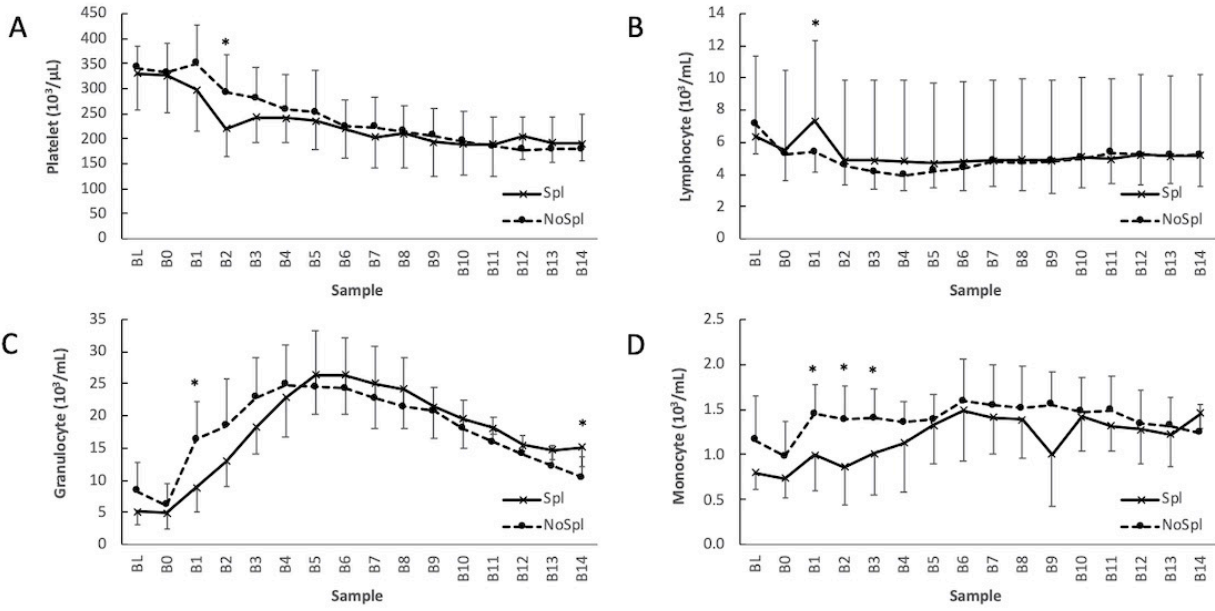 A
Platelet (10³/µL)
450
400
350
300
250
200
150
100
50
0
*
Spl
NoSpl
BL B0 B1 B2 B3 B4 B5 B6 B7 B8 B9 B10 B11 B12 B13 B14
Sample
B
Lymphocyte (10³/mL)
14
12
10
8
6
4
2
0
*
Spl
NoSpl
BL B0 B1 B2 B3 B4 B5 B6 B7 B8 B9 B10 B11 B12 B13 B14
Sample
C
Granulocyte (10³/mL)
35
30
25
20
15
10
5
0
*
*
Spl
NoSpl
BL B0 B1 B2 B3 B4 B5 B6 B7 B8 B9 B10 B11 B12 B13 B14
Sample
D
Monocyte (10³/mL)
2.5
2.0
1.5
1.0
0.5
0.0
* * *
Spl
NoSpl
BL B0 B1 B2 B3 B4 B5 B6 B7 B8 B9 B10 B11 B12 B13 B14
Sample